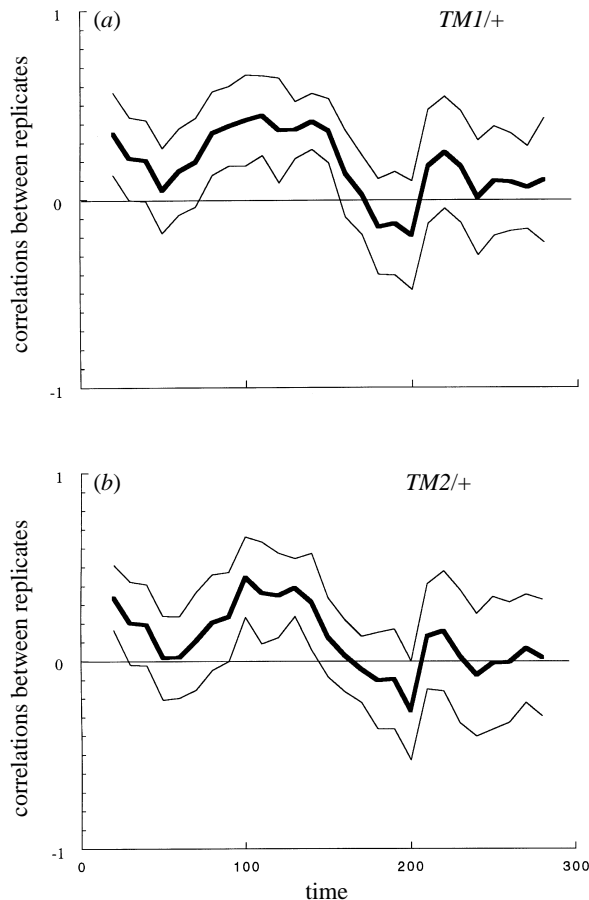 1
(a)
TM1/+
correlations between replicates
0
-1
1
(b)
TM2/+
correlations between replicates
0
-1
0
100
200
300
time